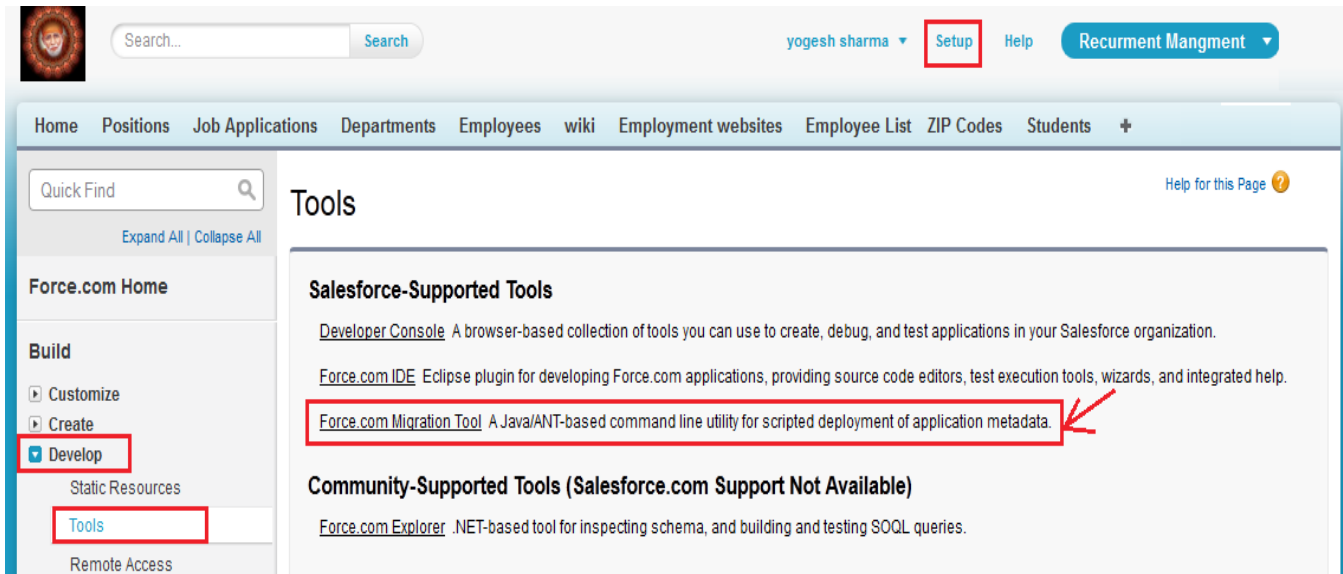 Search...
Search
yogesh sharma
Setup
Help
Recurment Mangment
Home Positions Job Applications Departments Employees wiki Employment websites Employee List ZIP Codes Students +
Quick Find
Expand All | Collapse All
Tools
Help for this Page ?
Force.com Home
Build
Customize
Create
Develop
Static Resources
Tools
Remote Access
Salesforce-Supported Tools
Developer Console A browser-based collection of tools you can use to create, debug, and test applications in your Salesforce organization.
Force.com IDE Eclipse plugin for developing Force.com applications, providing source code editors, test execution tools, wizards, and integrated help.
Force.com Migration Tool A Java/ANT-based command line utility for scripted deployment of application metadata.
Community-Supported Tools (Salesforce.com Support Not Available)
Force.com Explorer .NET-based tool for inspecting schema, and building and testing SOQL queries.